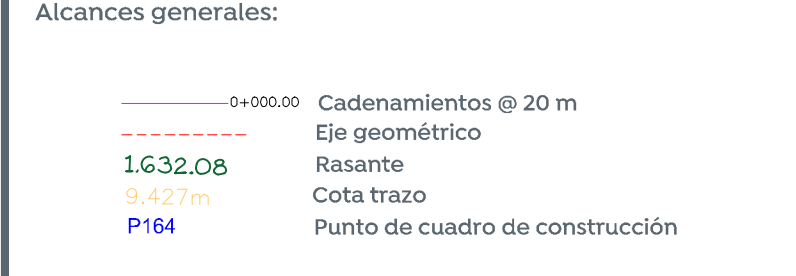 Alcances generales:
0+000.00 Cadenamientos @ 20 m
Eje geométrico
1.632.08 Rasante
9.427m Cota trazo
P164 Punto de cuadro de construcción